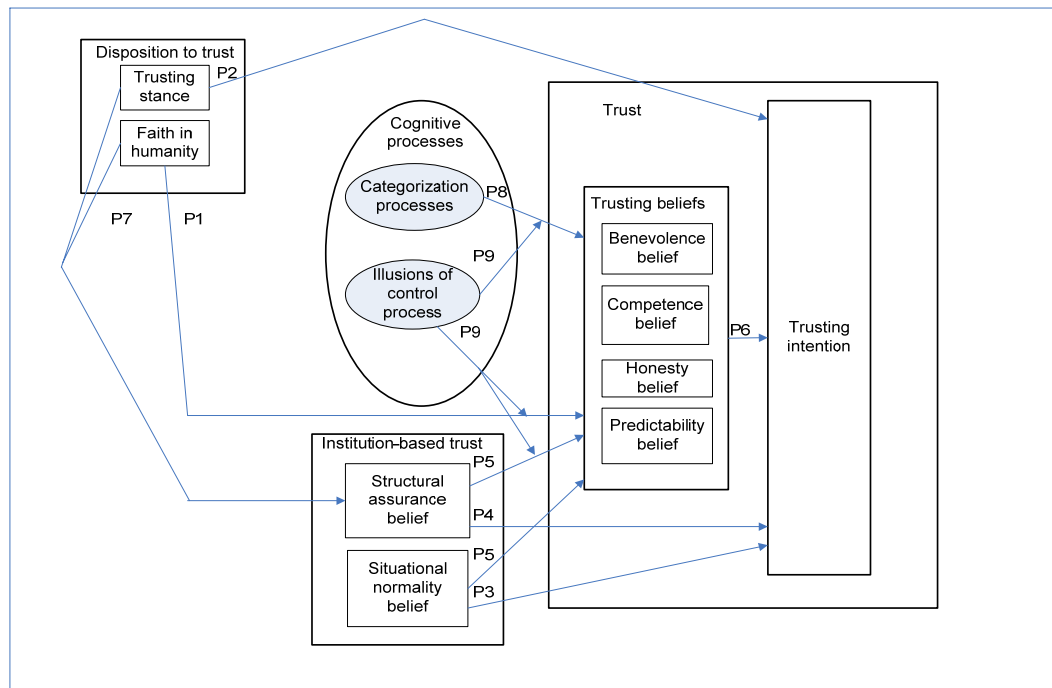 Disposition to trust
Trusting
stance
P2
Faith in
humanity
P7
P1
Cognitive
processes
Categorization
processes
P8
Illusions of
control
process
P9
P9
Institution-based trust
Structural
assurance
belief
P5
P4
Situational
normality
belief
P5
P3
Trust
Trusting beliefs
Benevolence
belief
Competence
belief
Honesty
belief
Predictability
belief
P6
Trusting
intention